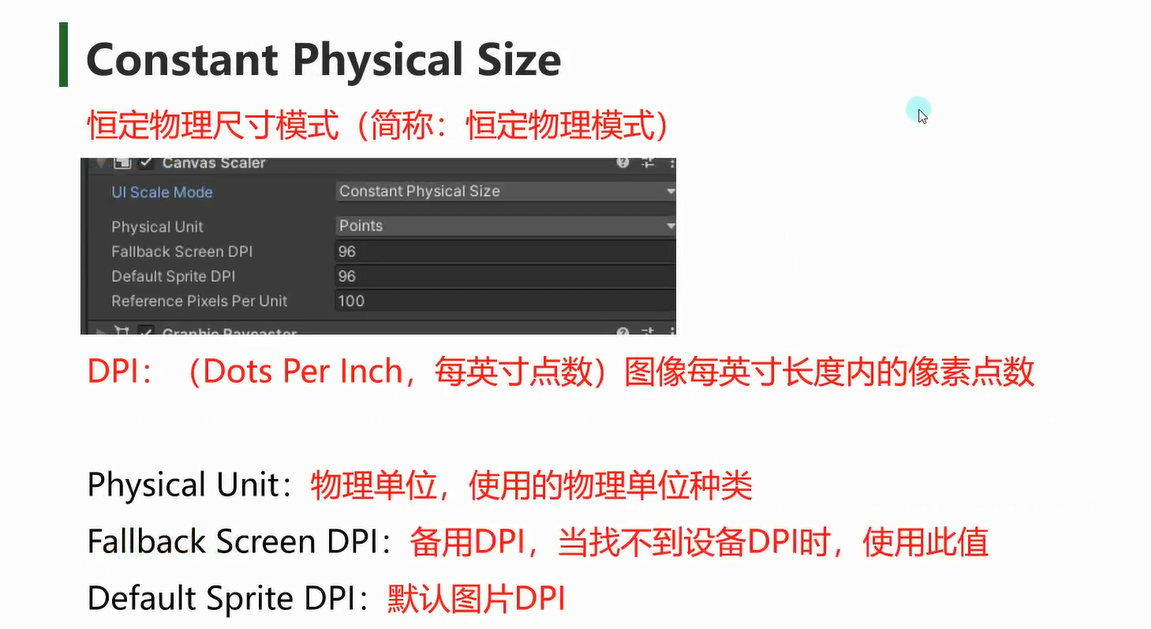 Constant Physical Size
恒定物理尺寸模式（简称：恒定物理模式）
Canvas Scaler
UI Scale Mode Constant Physical Size
Physical Unit Points
Fallback Screen DPI 96
Default Sprite DPI 96
Reference Pixels Per Unit 100
Graphic Raycaster
DPI：（Dots Per Inch，每英寸点数）图像每英寸长度内的像素点数
Physical Unit：物理单位，使用的物理单位种类
Fallback Screen DPI：备用DPI，当找不到设备DPI时，使用此值
Default Sprite DPI：默认图片DPI